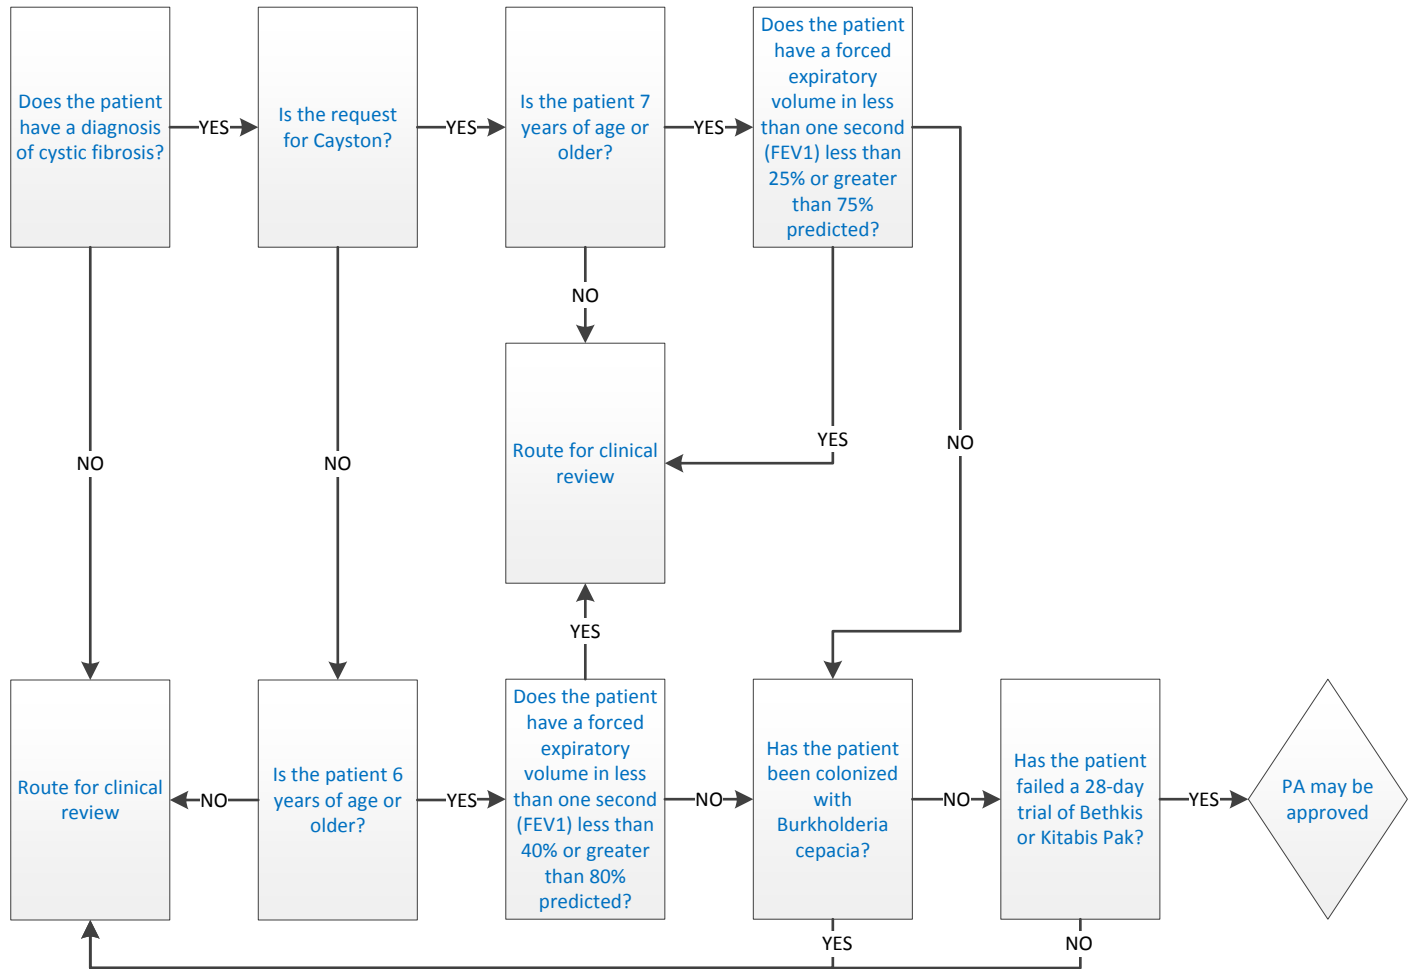 Does the patient
have a diagnosis
of cystic fibrosis?
YES
Is the request
for Cayston?
YES
Is the patient 7
years of age or
older?
YES
Does the patient
have a forced
expiratory
volume in less
than one second
(FEV1) less than
25% or greater
than 75%
predicted?
NO
NO
NO
YES
NO
Route for clinical
review
YES
Route for clinical
review
NO
Is the patient 6
years of age or
older?
YES
Does the patient
have a forced
expiratory
volume in less
than one second
(FEV1) less than
40% or greater
than 80%
predicted?
NO
Has the patient
been colonized
with
Burkholderia
cepacia?
NO
Has the patient
failed a 28-day
trial of Bethkis
or Kitabis Pak?
YES
PA may be
approved
YES
NO